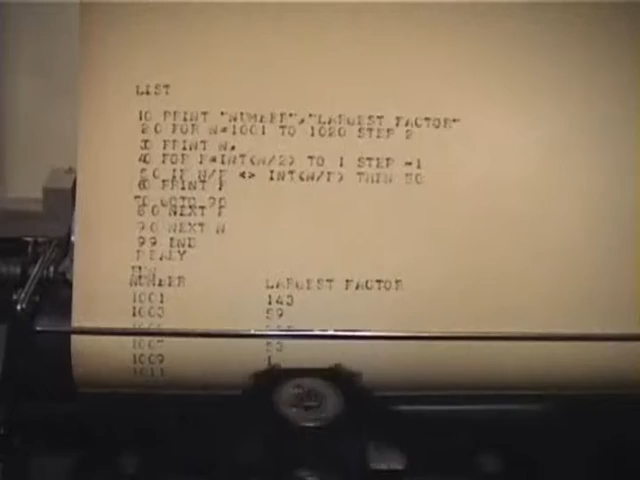 LIST
10 PRINT "NUMBER","LARGEST FACTOR"
20 FOR N=1001 TO 1020 STEP 2
30 PRINT N,
40 FOR F=INT(N/2) TO 1 STEP -1
50 IF N/F <> INT(N/F) THEN 80
60 PRINT F
70 GOTO 90
80 NEXT F
90 NEXT N
99 END
READY
RUN
NUMBER LARGEST FACTOR
1001 143
1003 59
1007 53
1009 1
1011